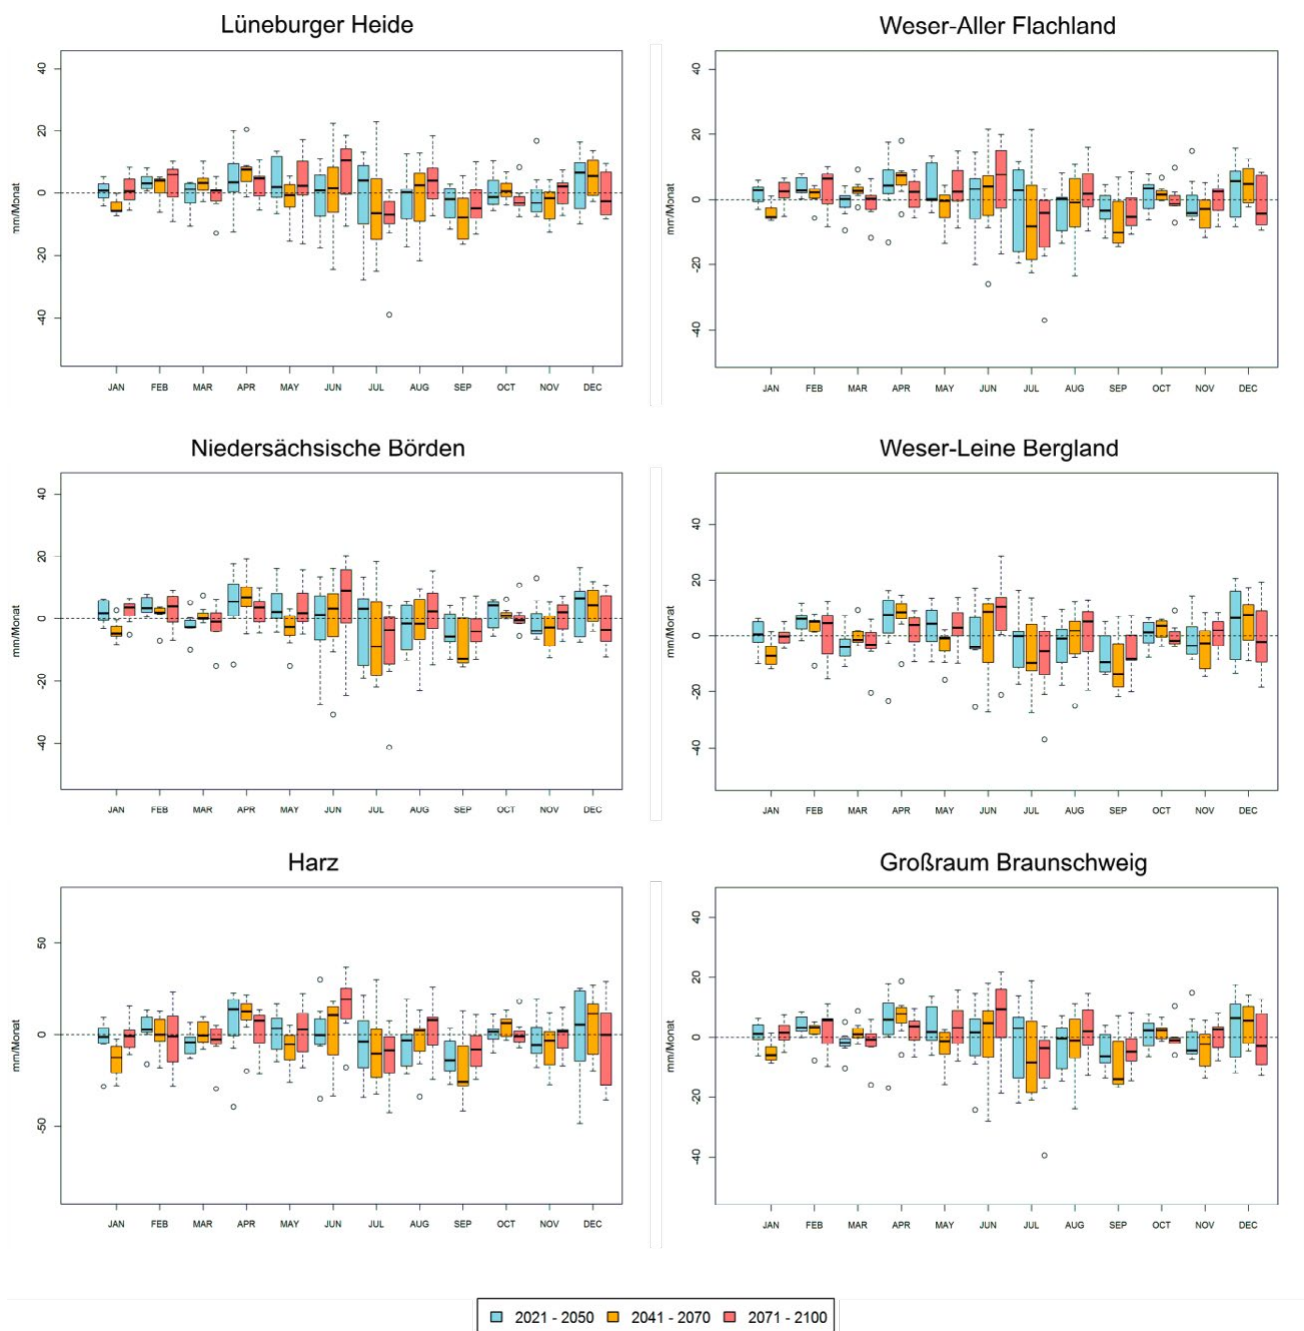 Lüneburger Heide
40
20
0
20
40
mm/Monat
JAN FEB MAR APR MAY JUN JUL AUG SEP OCT NOV DEC
Weser-Aller Flachland
40
20
0
20
40
mm/Monat
JAN FEB MAR APR MAY JUN JUL AUG SEP OCT NOV DEC
Niedersächsische Börden
40
20
0
20
40
mm/Monat
JAN FEB MAR APR MAY JUN JUL AUG SEP OCT NOV DEC
Weser-Leine Bergland
40
20
0
20
40
mm/Monat
JAN FEB MAR APR MAY JUN JUL AUG SEP OCT NOV DEC
Harz
50
0
50
mm/Monat
JAN FEB MAR APR MAY JUN JUL AUG SEP OCT NOV DEC
Großraum Braunschweig
40
20
0
20
40
mm/Monat
JAN FEB MAR APR MAY JUN JUL AUG SEP OCT NOV DEC
2021 - 2050 2041 - 2070 2071 - 2100